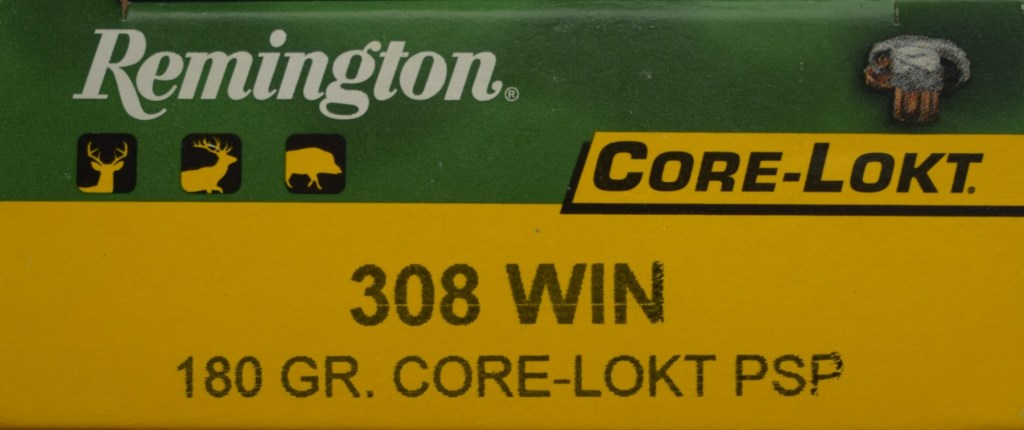 Remington®
CORE-LOKT.
308 WIN
180 GR. CORE-LOKT PSP